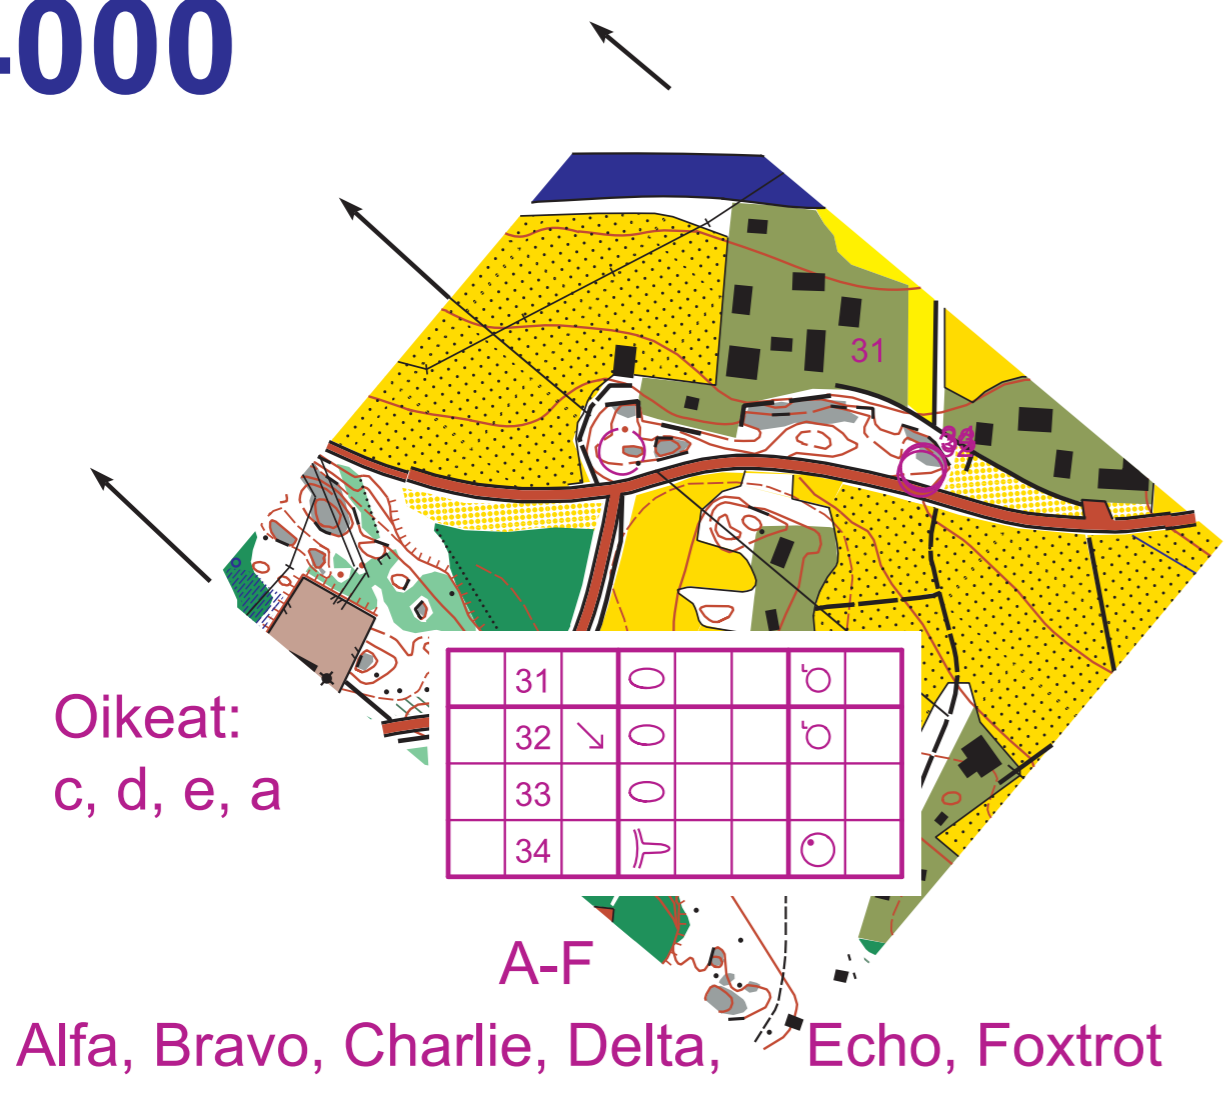 -000
31
31
32
33
34
Oikeat:
c, d, e, a
A-F
Alfa, Bravo, Charlie, Delta, Echo, Foxtrot